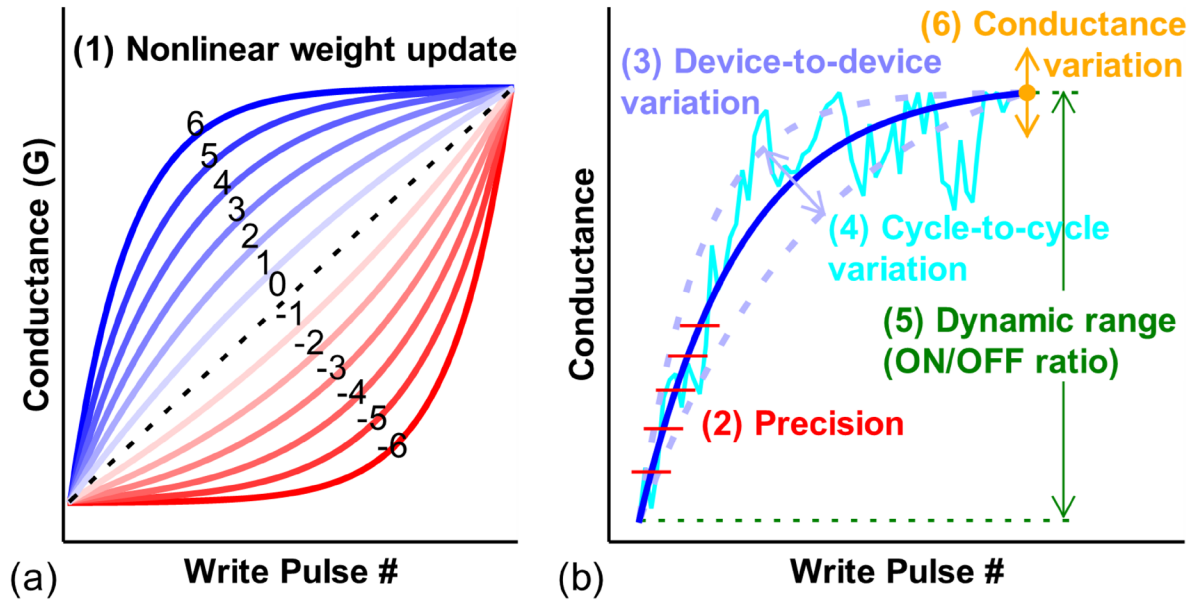 (1) Nonlinear weight update
6
5
4
3
2
1
0
-1
-2
-3
-4
-5
-6
Conductance (G)
Write Pulse #
(a)
(6) Conductance
variation
(3) Device-to-device
variation
(4) Cycle-to-cycle
variation
(5) Dynamic range
(ON/OFF ratio)
(2) Precision
Conductance
Write Pulse #
(b)